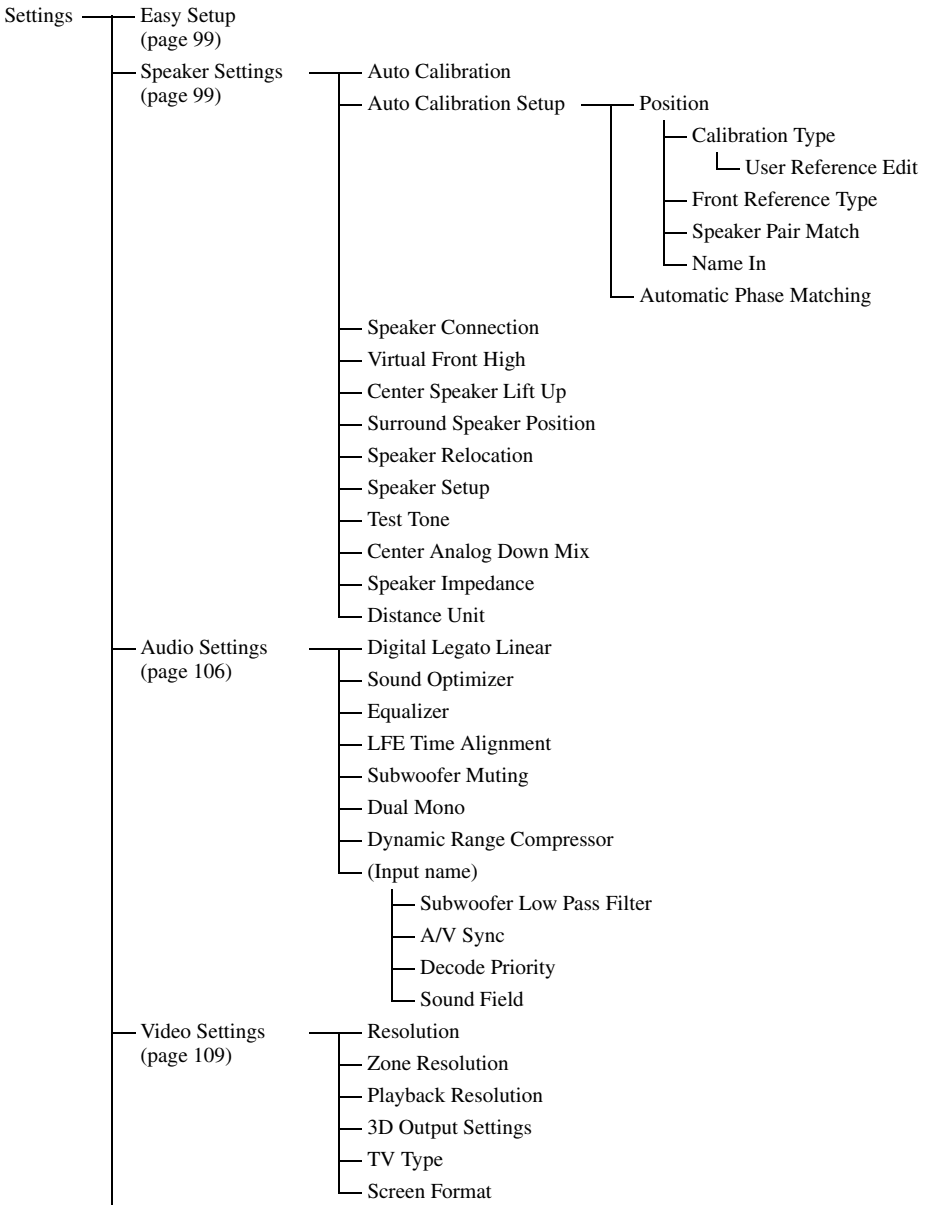 Settings
Easy Setup
(page 99)
Speaker Settings
(page 99)
Auto Calibration
Auto Calibration Setup
Position
Calibration Type
User Reference Edit
Front Reference Type
Speaker Pair Match
Name In
Automatic Phase Matching
Speaker Connection
Virtual Front High
Center Speaker Lift Up
Surround Speaker Position
Speaker Relocation
Speaker Setup
Test Tone
Center Analog Down Mix
Speaker Impedance
Distance Unit
Audio Settings
(page 106)
Digital Legato Linear
Sound Optimizer
Equalizer
LFE Time Alignment
Subwoofer Muting
Dual Mono
Dynamic Range Compressor
(Input name)
Subwoofer Low Pass Filter
A/V Sync
Decode Priority
Sound Field
Video Settings
(page 109)
Resolution
Zone Resolution
Playback Resolution
3D Output Settings
TV Type
Screen Format